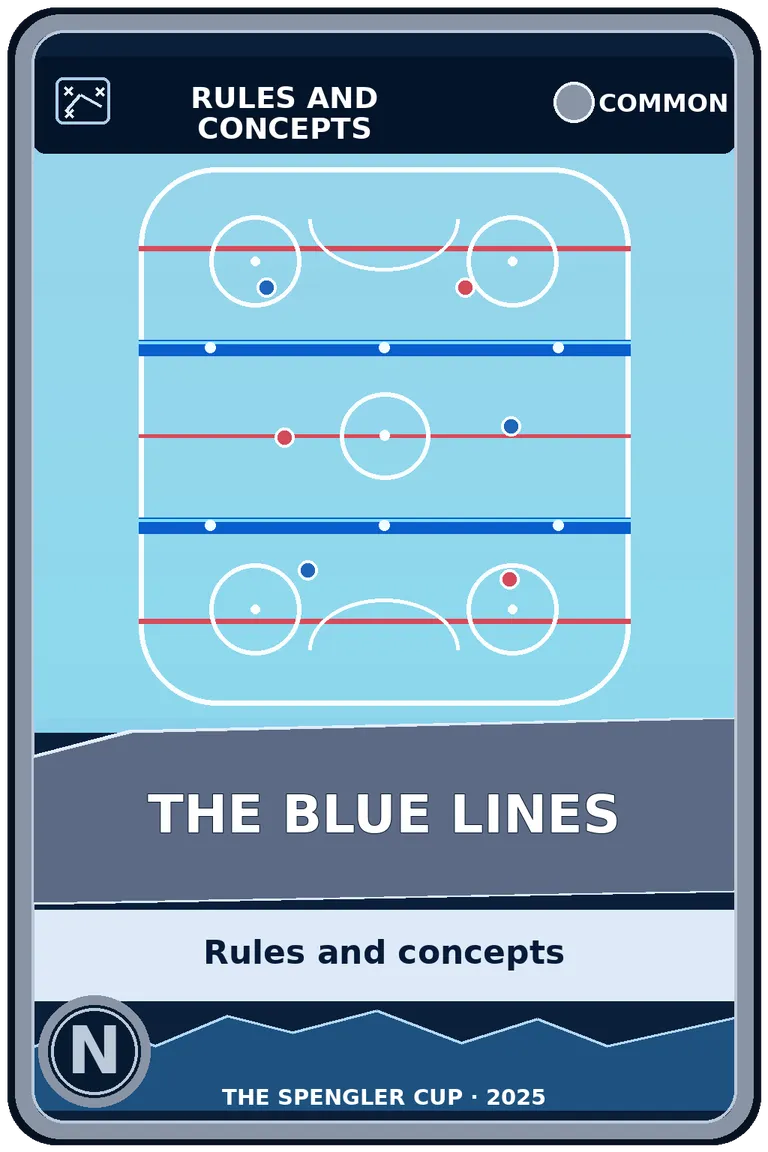 RULES AND
CONCEPTS
COMMON
THE BLUE LINES
Rules and concepts
N
THE SPENGLER CUP · 2025